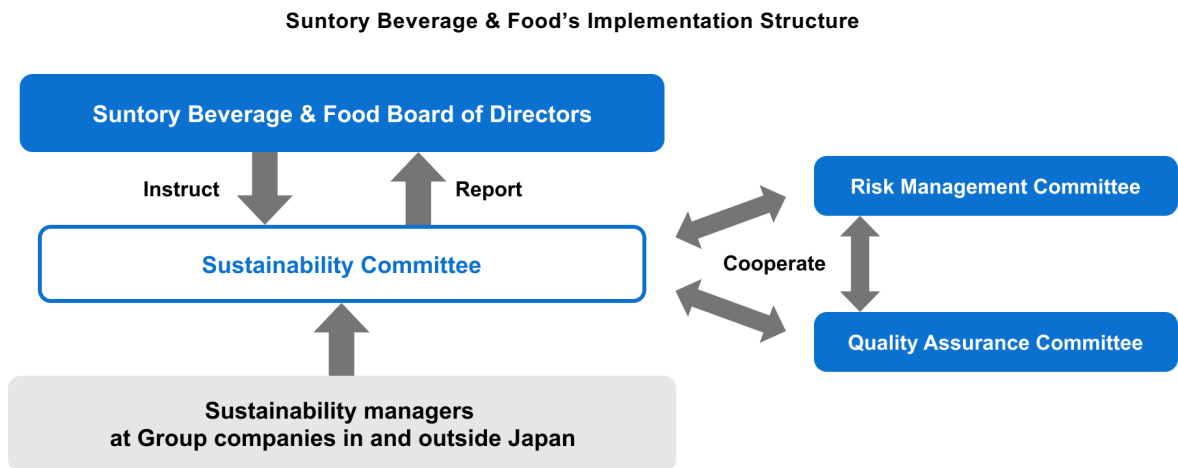 Suntory Beverage & Food’s Implementation Structure
Suntory Beverage & Food Board of Directors
Instruct
Report
Risk Management Committee
Sustainability Committee
Cooperate
Quality Assurance Committee
Sustainability managers
at Group companies in and outside Japan